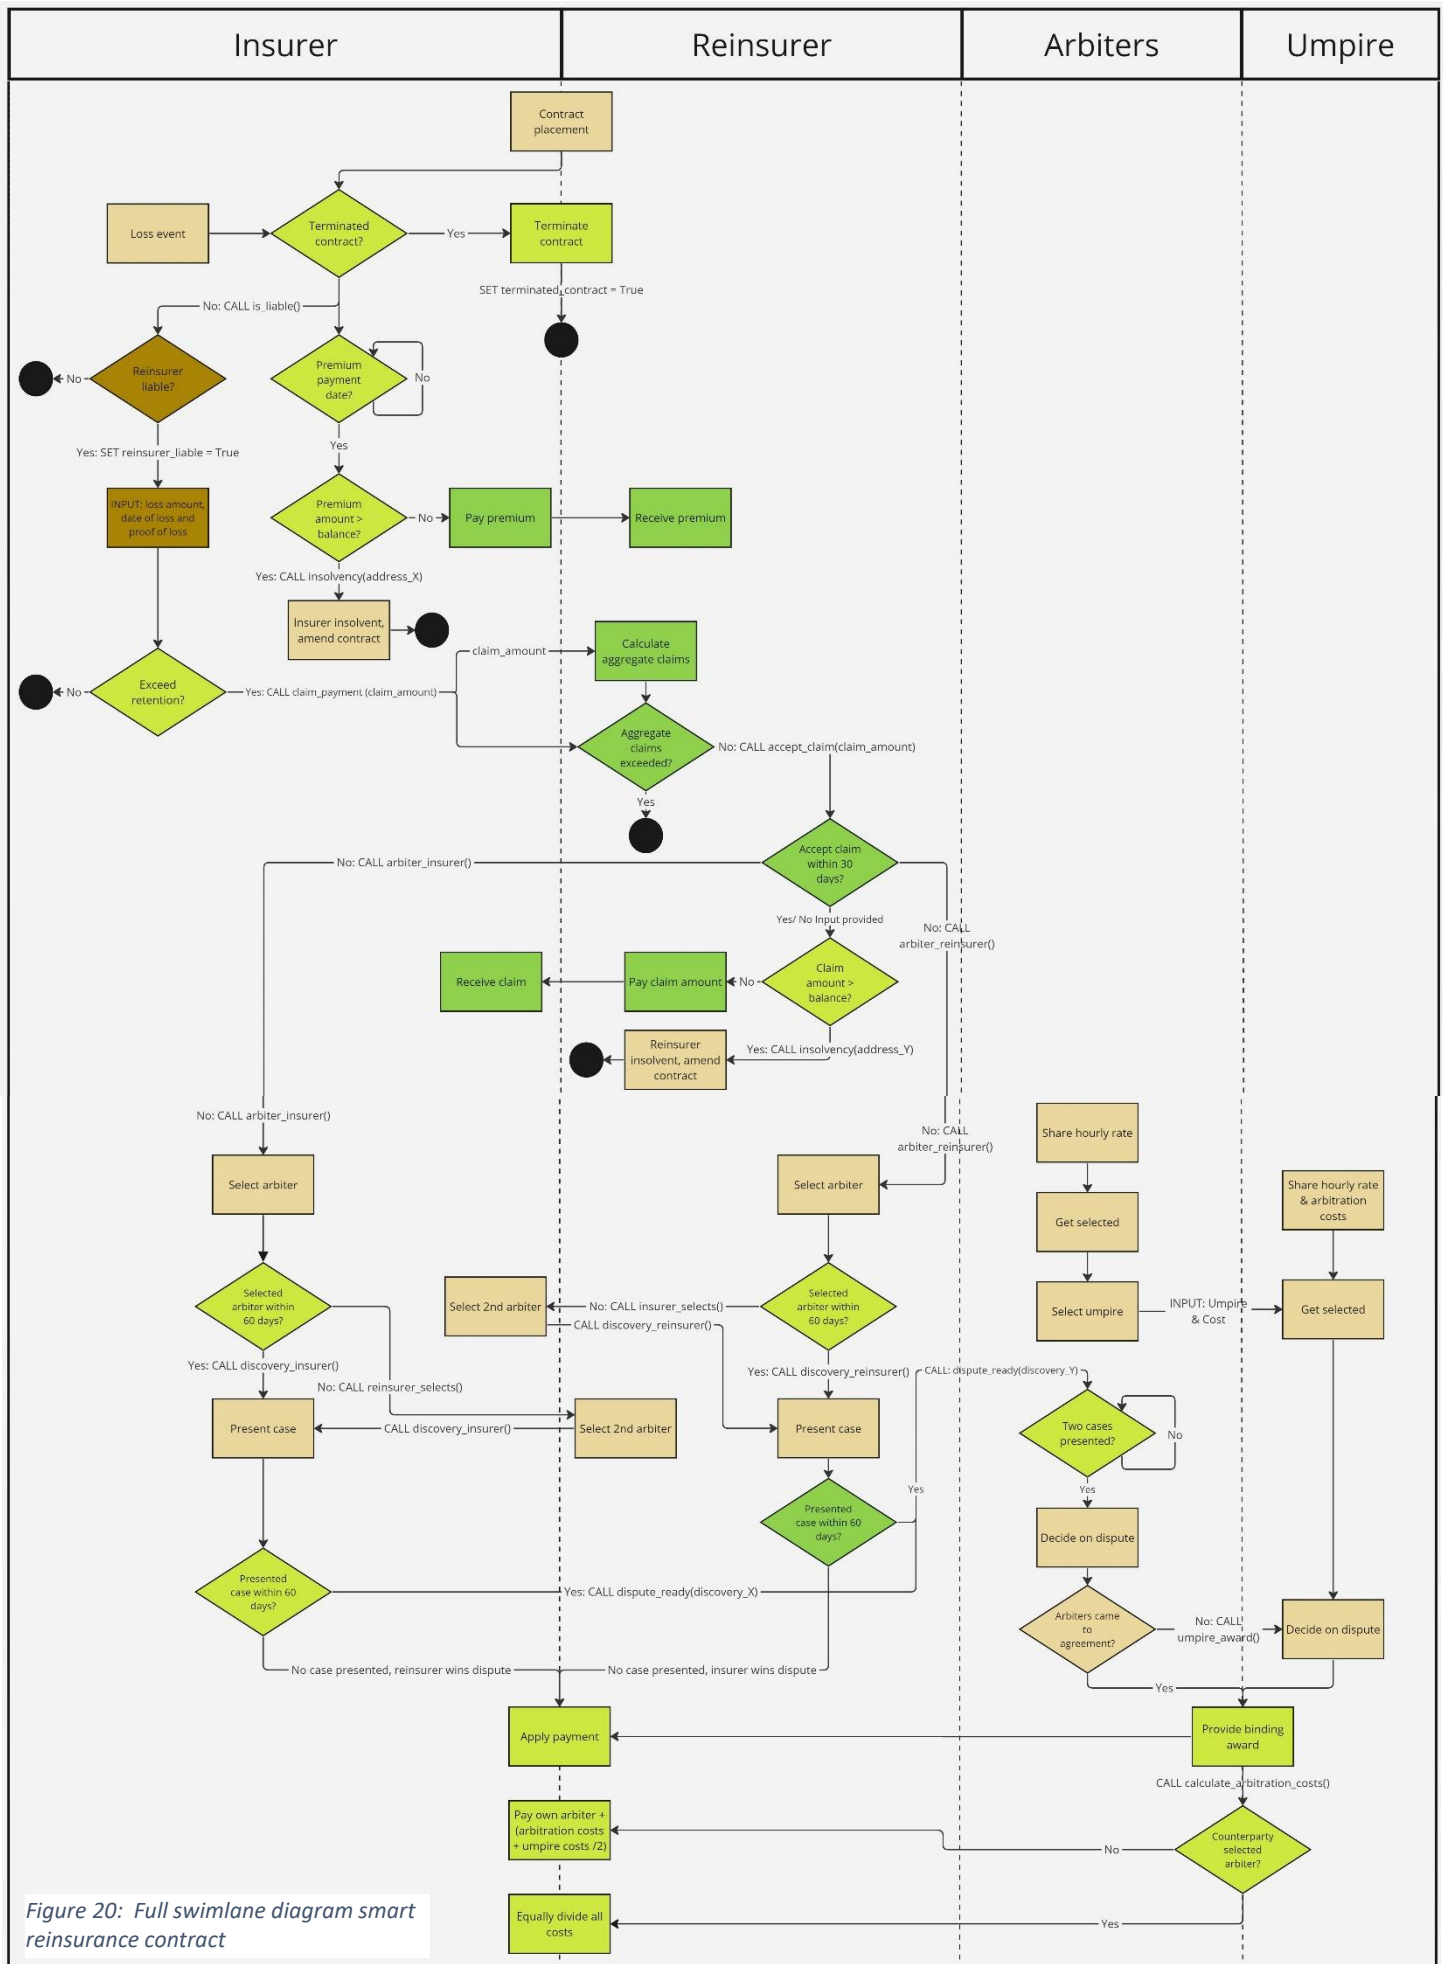 Insurer
Reinsurer
Arbiters
Umpire
Contract
placement
Loss event
Terminated
contract?
Yes
Terminate
contract
SET terminated_contract = True
No: CALL is_liable()
Reinsurer
liable?
No
Premium
payment
date?
No
Yes
Yes: SET reinsurer_liable = True
INPUT: loss amount,
date of loss and
proof of loss
Premium
amount >
balance?
No
Pay premium
Receive premium
Yes: CALL insolvency(address_X)
Insurer insolvent,
amend contract
Exceed
retention?
No
Yes: CALL claim_payment (claim_amount)
claim_amount
Calculate
aggregate claims
Aggregate
claims
exceeded?
No: CALL accept_claim(claim_amount)
Yes
Accept claim
within 30
days?
No: CALL arbiter_insurer()
Yes/ No Input provided
No: CALL
arbiter_reinsurer()
Claim
amount >
balance?
No
Pay claim amount
Receive claim
Yes: CALL insolvency(address_Y)
Reinsurer
insolvent, amend
contract
No: CALL arbiter_insurer()
No: CALL
arbiter_reinsurer()
Share hourly rate
Select arbiter
Select arbiter
Get selected
Share hourly rate
& arbitration
costs
Selected
arbiter within
60 days?
Select 2nd arbiter
No: CALL insurer_selects()
CALL discovery_reinsurer()
Selected
arbiter within
60 days?
Select umpire
INPUT: Umpire
& Cost
Get selected
Yes: CALL discovery_insurer()
No: CALL reinsurer_selects()
Yes: CALL discovery_reinsurer()
CALL: dispute_ready(discovery_Y)
Present case
CALL discovery_insurer()
Select 2nd arbiter
Present case
Two cases
presented?
No
Yes
Yes
Presented
case within 60
days?
Decide on dispute
Presented
case within 60
days?
Yes: CALL dispute_ready(discovery_X)
Arbiters came
to
agreement?
No: CALL
umpire_award()
Decide on dispute
No case presented, reinsurer wins dispute
No case presented, insurer wins dispute
Yes
Apply payment
Provide binding
award
CALL calculate_arbitration_costs()
Pay own arbiter +
(arbitration costs
+ umpire costs /2)
No
Counterparty
selected
arbiter?
Equally divide all
costs
Yes
Figure 20:  Full swimlane diagram smart
reinsurance contract